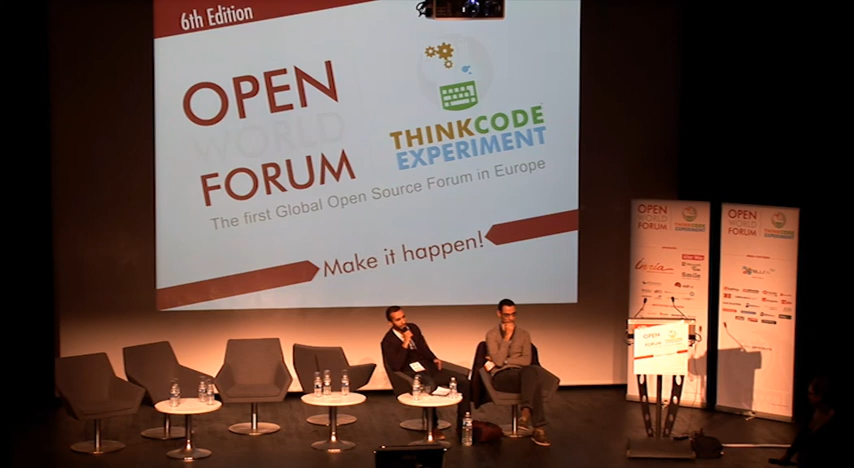 6th Edition
OPEN
WORLD
FORUM
THINKCODE
EXPERIMENT
The first Global Open Source Forum in Europe
Make it happen!
OPEN
WORLD
FORUM
THINKCODE
EXPERIMENT
Inria
OPEN
WORLD
FORUM
THINKCODE
EXPERIMENT
OPEN
FORUM